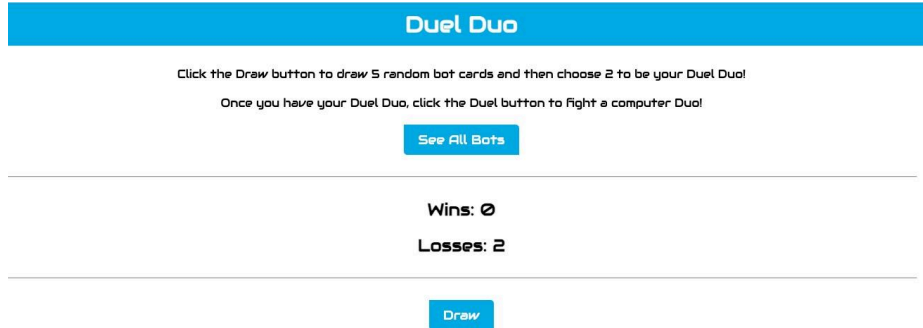 Duel Duo
Click the Draw button to draw 5 random bot cards and then choose 2 to be your Duel Duo!
Once you have your Duel Duo, click the Duel button to fight a computer Duo!
See All Bots
Wins: 0
Losses: 2
Draw